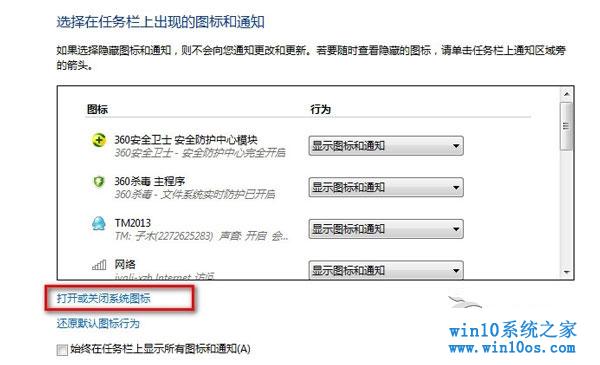 选择在任务栏上出现的图标和通知
如果选择隐藏图标和通知，则不会向您通知更改和更新。若要随时查看隐藏的图标，请单击任务栏上通知区域旁
的箭头。
图标 行为
360安全卫士 安全防护中心模块 显示图标和通知
360安全卫士 - 安全防护中心完全开启
360杀毒 主程序 显示图标和通知
360杀毒 - 文件系统实时防护已开启
TM2013 显示图标和通知
TM: 子木(2272625283) 声音: 开启 会...
网络 显示图标和通知
Internet 访问
打开或关闭系统图标
还原默认图标行为
始终在任务栏上显示所有图标和通知(A)
win10系统之家
www.win10os.com